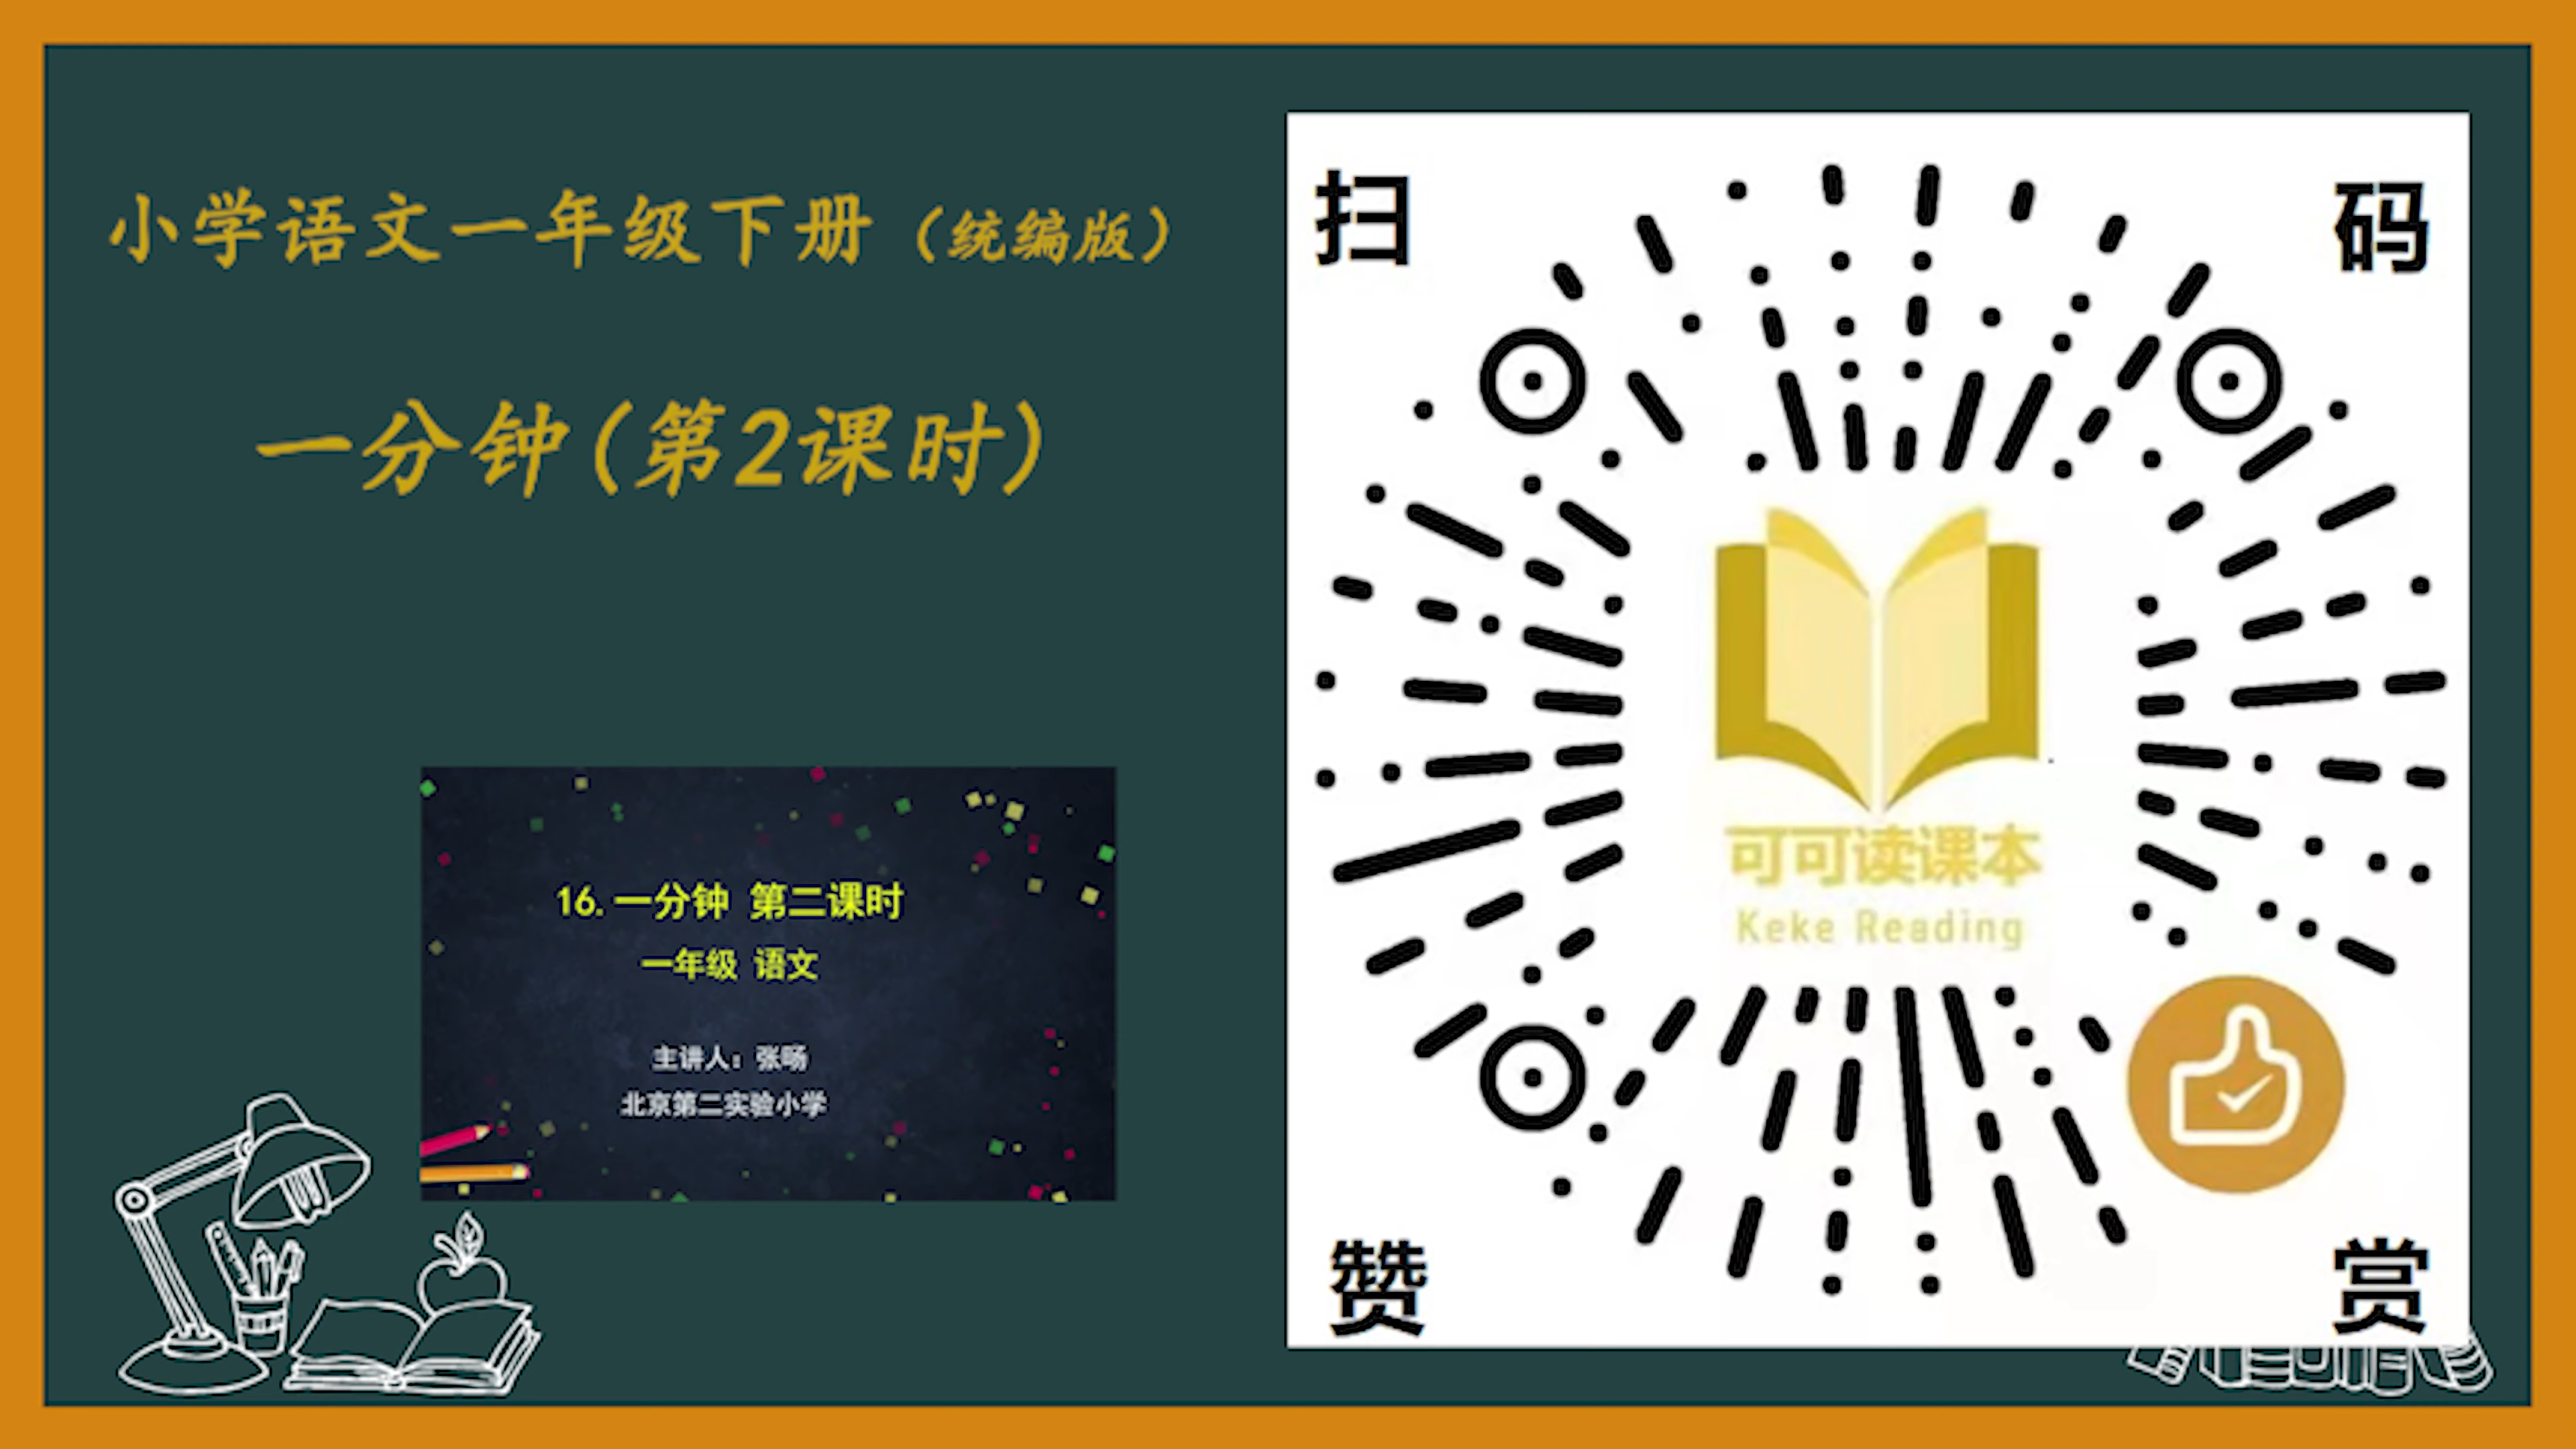 小学语文一年级下册（统编版）
一分钟(第2课时)
16.一分钟 第二课时
一年级 语文
主讲人：张旸
北京第二实验小学
扫 码
可可读课本
Keke Reading
赞 赏